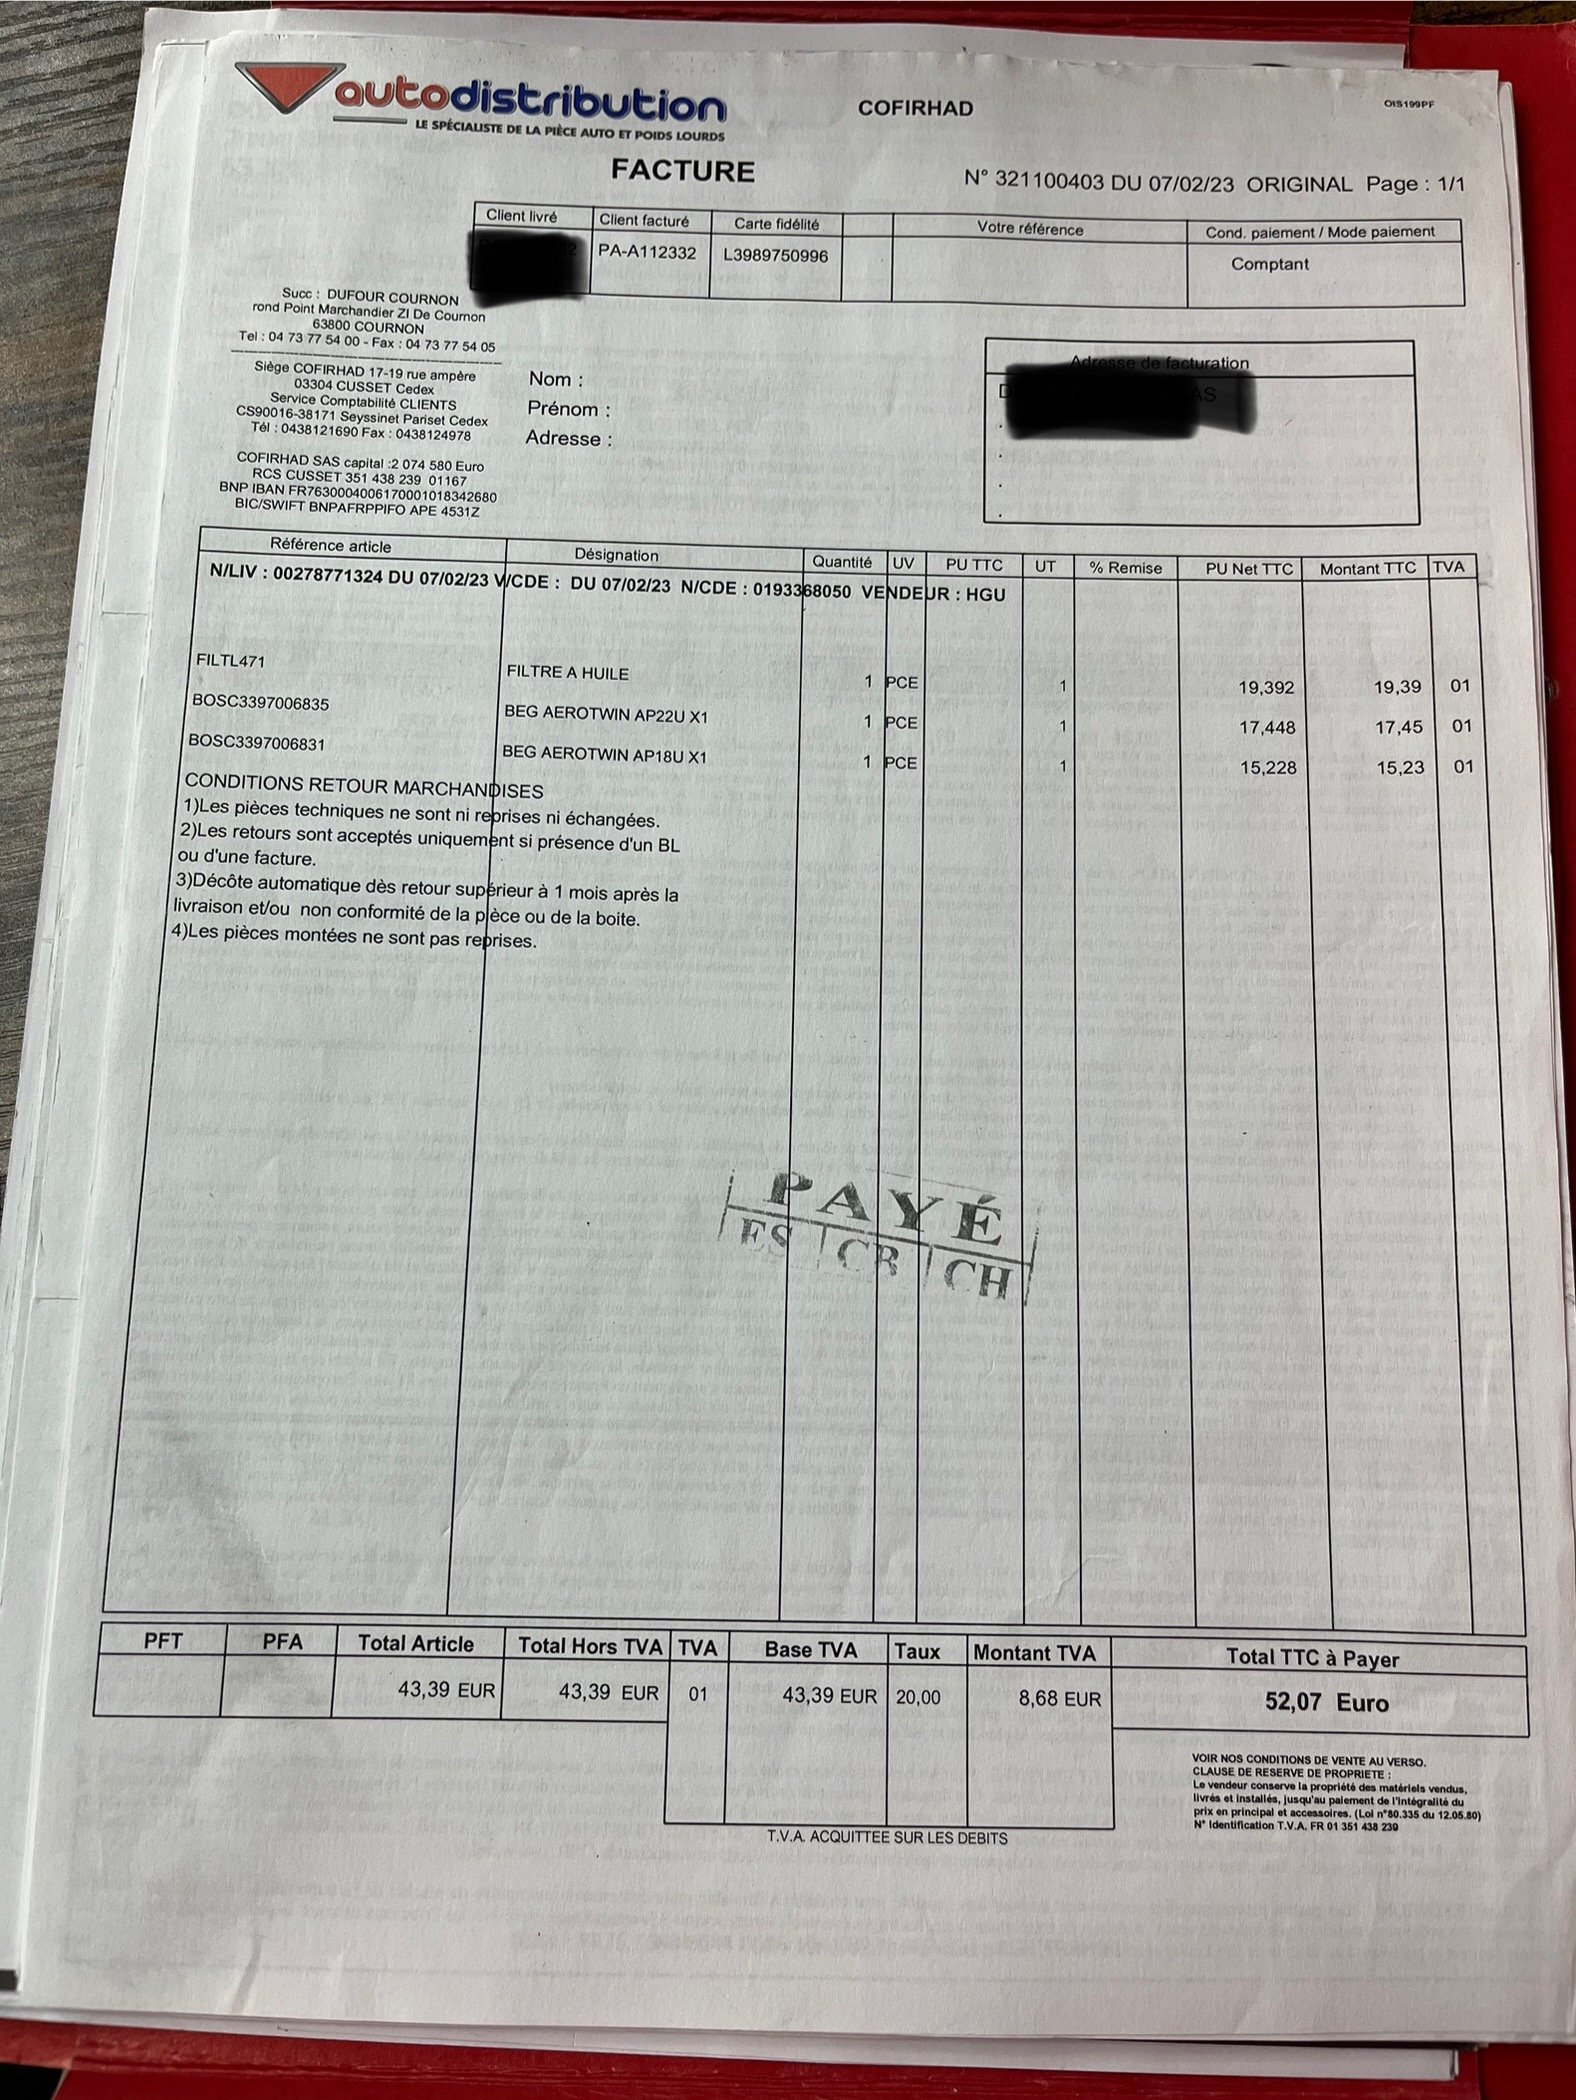 autodistribution
LE SPÉCIALISTE DE LA PIÈCE AUTO ET POIDS LOURDS
COFIRHAD
OIS199PF
FACTURE
N° 321100403 DU 07/02/23 ORIGINAL Page : 1/1
Client livré Client facturé Carte fidélité Votre référence Cond. paiement / Mode paiement
PA-A112332 L3989750996 Comptant
Succ : DUFOUR COURNON
rond Point Marchandier ZI De Cournon
63800 COURNON
Tel : 04 73 77 54 00 - Fax : 04 73 77 54 05
Siège COFIRHAD 17-19 rue ampère
03304 CUSSET Cedex
Service Comptabilité CLIENTS
CS90016-38171 Seyssinet Pariset Cedex
Tél : 0438121690 Fax : 0438124978
COFIRHAD SAS capital :2 074 580 Euro
RCS CUSSET 351 438 239 01167
BNP IBAN FR7630004006170001018342680
BIC/SWIFT BNPAFRPPIFO APE 4531Z
Nom :
Prénom :
Adresse :
Adresse de facturation
Référence article Désignation Quantité UV PU TTC UT % Remise PU Net TTC Montant TTC TVA
N/LIV : 00278771324 DU 07/02/23 V/CDE : DU 07/02/23 N/CDE : 0193368050 VENDEUR : HGU
FILTL471 FILTRE A HUILE 1 PCE 1 19,392 19,39 01
BOSC3397006835 BEG AEROTWIN AP22U X1 1 PCE 1 17,448 17,45 01
BOSC3397006831 BEG AEROTWIN AP18U X1 1 PCE 1 15,228 15,23 01
CONDITIONS RETOUR MARCHANDISES
1)Les pièces techniques ne sont ni reprises ni échangées.
2)Les retours sont acceptés uniquement si présence d'un BL
ou d'une facture.
3)Décôte automatique dès retour supérieur à 1 mois après la
livraison et/ou non conformité de la pièce ou de la boite.
4)Les pièces montées ne sont pas reprises.
PAYÉ
ES CB CH
PFT PFA Total Article Total Hors TVA TVA Base TVA Taux Montant TVA Total TTC à Payer
43,39 EUR 43,39 EUR 01 43,39 EUR 20,00 8,68 EUR 52,07 Euro
VOIR NOS CONDITIONS DE VENTE AU VERSO.
CLAUSE DE RESERVE DE PROPRIETE :
Le vendeur conserve la propriété des matériels vendus,
livrés et installés, jusqu'au paiement de l'intégralité du
prix en principal et accessoires. (Loi n°80.335 du 12.05.80)
N° Identification T.V.A. FR 01 351 438 239
T.V.A. ACQUITTEE SUR LES DEBITS